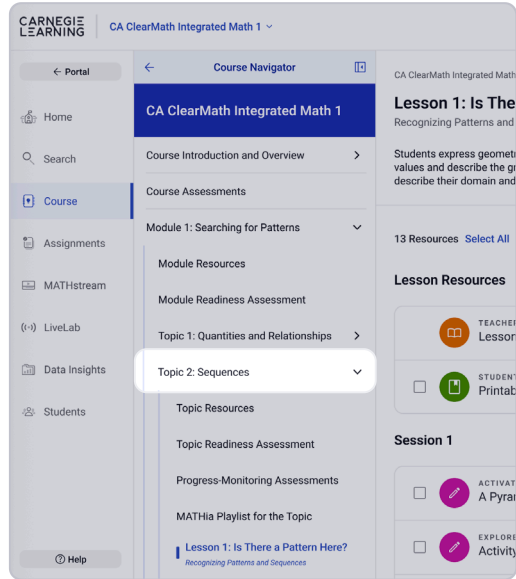 CARNEGIE
LEARNING
CA ClearMath Integrated Math 1
← Portal
Home
Search
Course
Assignments
MATHstream
LiveLab
Data Insights
Students
Help
Course Navigator
CA ClearMath Integrated Math 1
Course Introduction and Overview
Course Assessments
Module 1: Searching for Patterns
Module Resources
Module Readiness Assessment
Topic 1: Quantities and Relationships
Topic 2: Sequences
Topic Resources
Topic Readiness Assessment
Progress-Monitoring Assessments
MATHia Playlist for the Topic
Lesson 1: Is There a Pattern Here?
Recognizing Patterns and Sequences
CA ClearMath Integrated Math
Lesson 1: Is The
Recognizing Patterns and
Students express geometr
values and describe the gr
describe their domain and
13 Resources Select All
Lesson Resources
TEACHER
Lesson
STUDENT
Printab
Session 1
ACTIVAT
A Pyra
EXPLORE
Activity